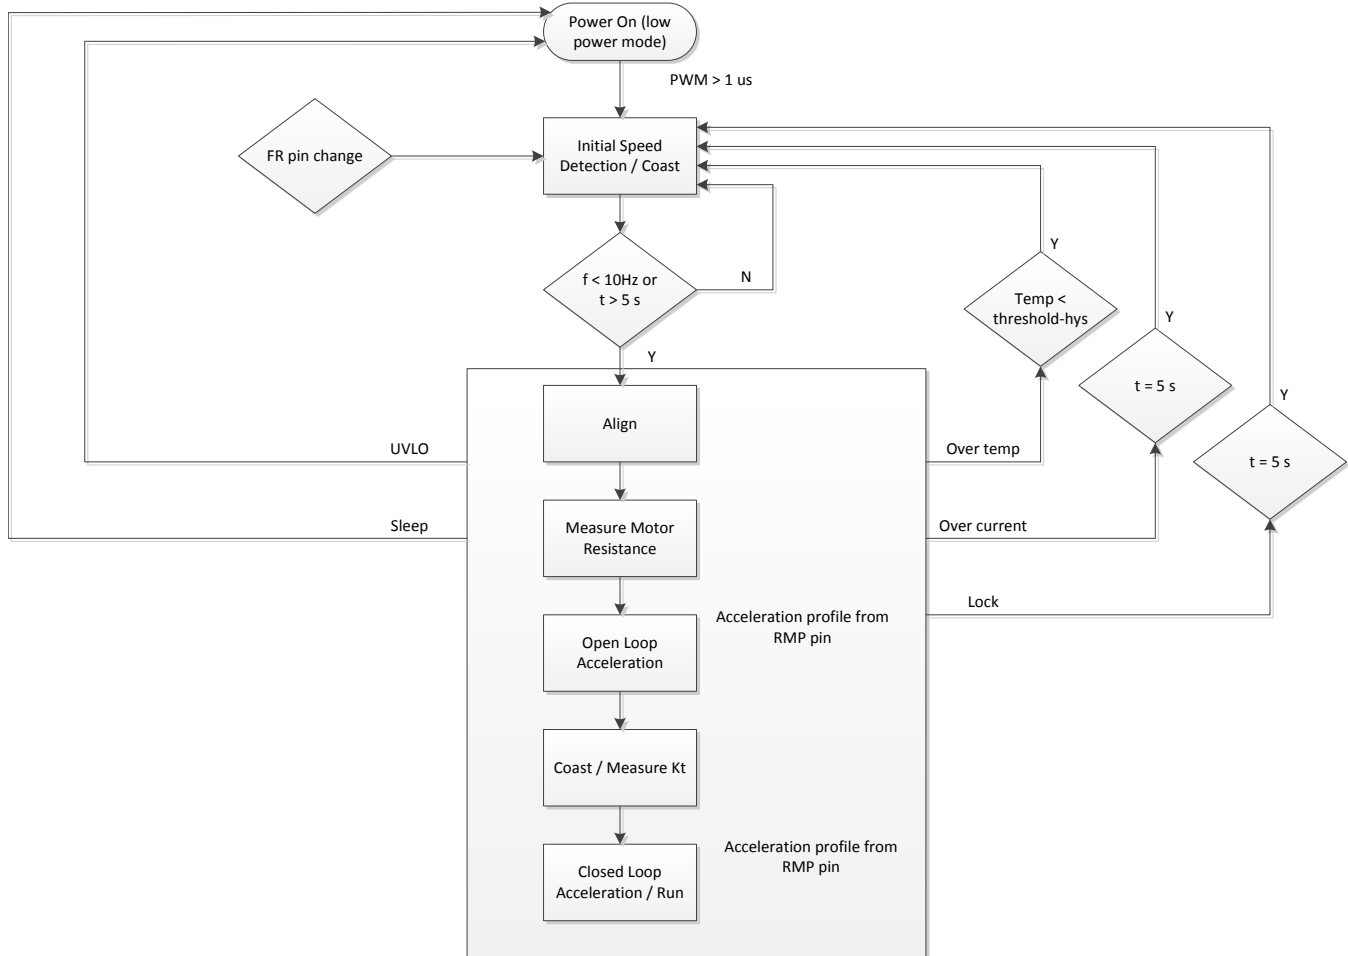 Power On (low
power mode)
PWM > 1 us
FR pin change
Initial Speed
Detection / Coast
f < 10Hz or
t > 5 s
N
Y
Y
Temp <
threshold-hys
Y
t = 5 s
Y
t = 5 s
Align
UVLO
Over temp
Sleep
Measure Motor
Resistance
Over current
Lock
Acceleration profile from
RMP pin
Open Loop
Acceleration
Coast / Measure Kt
Acceleration profile from
RMP pin
Closed Loop
Acceleration / Run